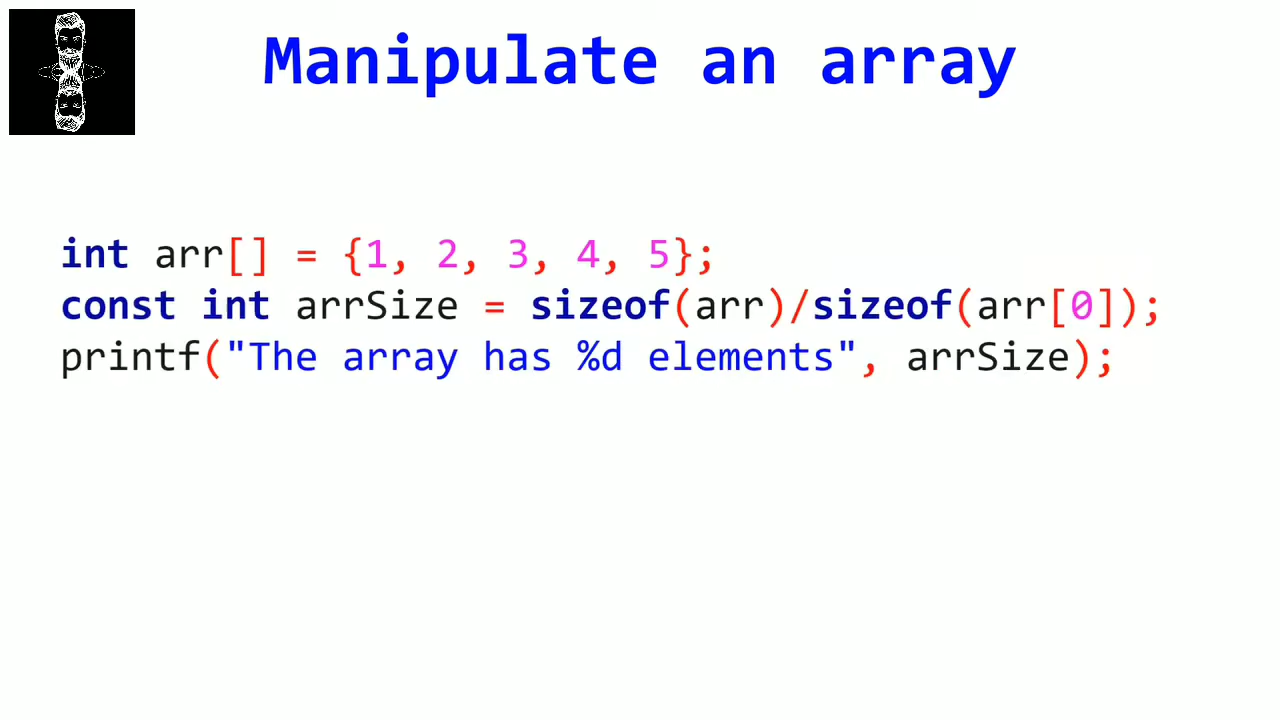 Manipulate an array
int arr[] = {1, 2, 3, 4, 5};
const int arrSize = sizeof(arr)/sizeof(arr[0]);
printf("The array has %d elements", arrSize);